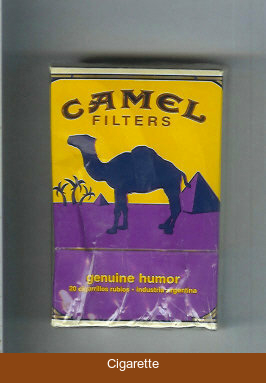 CAMEL
FILTERS
genuine humor
20 cigarrillos rubios - industria argentina
Cigarette